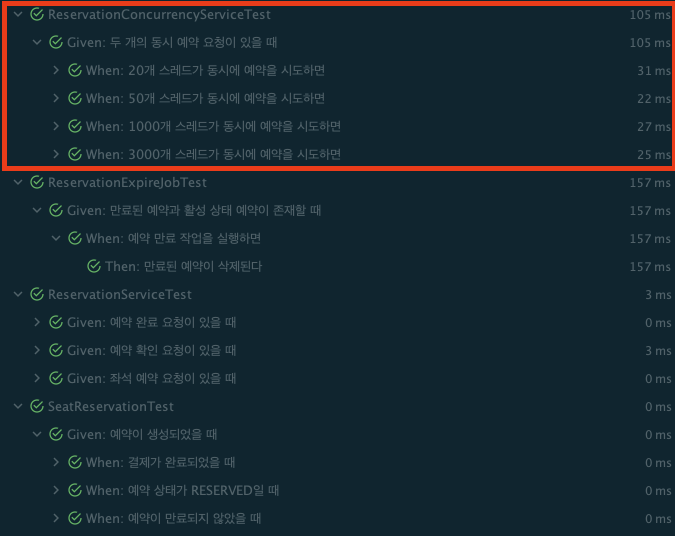 ReservationConcurrencyServiceTest 105 ms
Given: 두 개의 동시 예약 요청이 있을 때 105 ms
When: 20개 스레드가 동시에 예약을 시도하면 31 ms
When: 50개 스레드가 동시에 예약을 시도하면 22 ms
When: 1000개 스레드가 동시에 예약을 시도하면 27 ms
When: 3000개 스레드가 동시에 예약을 시도하면 25 ms
ReservationExpireJobTest 157 ms
Given: 만료된 예약과 활성 상태 예약이 존재할 때 157 ms
When: 예약 만료 작업을 실행하면 157 ms
Then: 만료된 예약이 삭제된다 157 ms
ReservationServiceTest 3 ms
Given: 예약 완료 요청이 있을 때 0 ms
Given: 예약 확인 요청이 있을 때 3 ms
Given: 좌석 예약 요청이 있을 때 0 ms
SeatReservationTest 0 ms
Given: 예약이 생성되었을 때 0 ms
When: 결제가 완료되었을 때 0 ms
When: 예약 상태가 RESERVED일 때 0 ms
When: 예약이 만료되지 않았을 때 0 ms